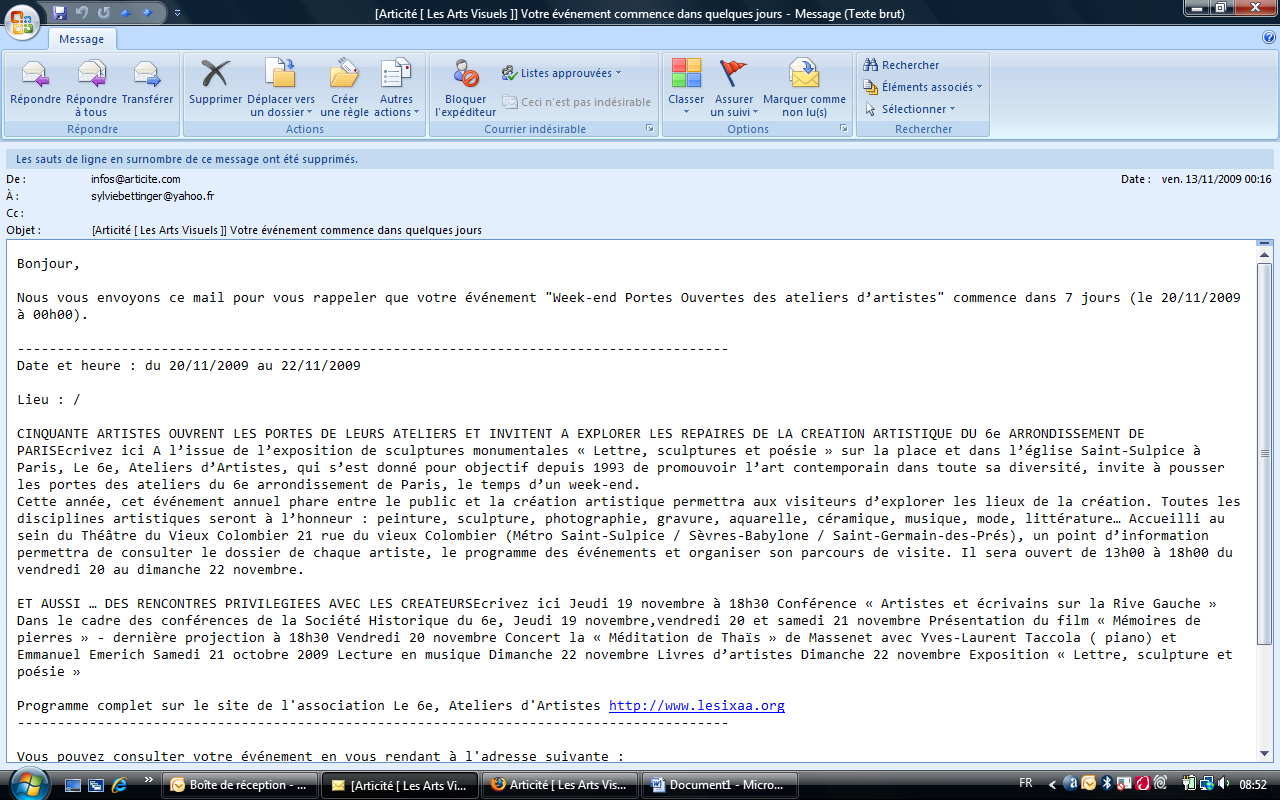 [Articité [ Les Arts Visuels ]] Votre événement commence dans quelques jours - Message (Texte brut)
Message
Répondre Répondre à tous Transférer
Répondre
Supprimer Déplacer vers un dossier Créer une règle Autres actions
Actions
Bloquer l'expéditeur
Listes approuvées
Ceci n'est pas indésirable
Courrier indésirable
Classer Assurer un suivi Marquer comme non lu(s)
Options
Rechercher
Éléments associés
Sélectionner
Rechercher
Les sauts de ligne en surnombre de ce message ont été supprimés.
De : infos@articite.com Date : ven. 13/11/2009 00:16
À : sylviebettinger@yahoo.fr
Cc :
Objet : [Articité [ Les Arts Visuels ]] Votre événement commence dans quelques jours
Bonjour,
Nous vous envoyons ce mail pour vous rappeler que votre événement "Week-end Portes Ouvertes des ateliers d’artistes" commence dans 7 jours (le 20/11/2009
à 00h00).
-----------------------------------------------------------------------------------------
Date et heure : du 20/11/2009 au 22/11/2009
Lieu : /
CINQUANTE ARTISTES OUVRENT LES PORTES DE LEURS ATELIERS ET INVITENT A EXPLORER LES REPAIRES DE LA CREATION ARTISTIQUE DU 6e ARRONDISSEMENT DE
PARISEcrivez ici A l’issue de l’exposition de sculptures monumentales « Lettre, sculptures et poésie » sur la place et dans l’église Saint-Sulpice à
Paris, Le 6e, Ateliers d’Artistes, qui s’est donné pour objectif depuis 1993 de promouvoir l’art contemporain dans toute sa diversité, invite à pousser
les portes des ateliers du 6e arrondissement de Paris, le temps d’un week-end.
Cette année, cet événement annuel phare entre le public et la création artistique permettra aux visiteurs d’explorer les lieux de la création. Toutes les
disciplines artistiques seront à l’honneur : peinture, sculpture, photographie, gravure, aquarelle, céramique, musique, mode, littérature… Accueilli au
sein du Théâtre du Vieux Colombier 21 rue du vieux Colombier (Métro Saint-Sulpice / Sèvres-Babylone / Saint-Germain-des-Prés), un point d’information
permettra de consulter le dossier de chaque artiste, le programme des événements et organiser son parcours de visite. Il sera ouvert de 13h00 à 18h00 du
vendredi 20 au dimanche 22 novembre.
ET AUSSI … DES RENCONTRES PRIVILEGIEES AVEC LES CREATEURSEcrivez ici Jeudi 19 novembre à 18h30 Conférence « Artistes et écrivains sur la Rive Gauche »
Dans le cadre des conférences de la Société Historique du 6e, Jeudi 19 novembre,vendredi 20 et samedi 21 novembre Présentation du film « Mémoires de
pierres » - dernière projection à 18h30 Vendredi 20 novembre Concert la « Méditation de Thaïs » de Massenet avec Yves-Laurent Taccola ( piano) et
Emmanuel Emerich Samedi 21 octobre 2009 Lecture en musique Dimanche 22 novembre Livres d’artistes Dimanche 22 novembre Exposition « Lettre, sculpture et
poésie »
Programme complet sur le site de l'association Le 6e, Ateliers d'Artistes http://www.lesixaa.org
-----------------------------------------------------------------------------------------
Vous pouvez consulter votre événement en vous rendant à l'adresse suivante :
Boîte de réception - ... [Articité [ Les Arts Visu... Articité [ Les Arts Visu... Document1 - Micro... FR 08:52